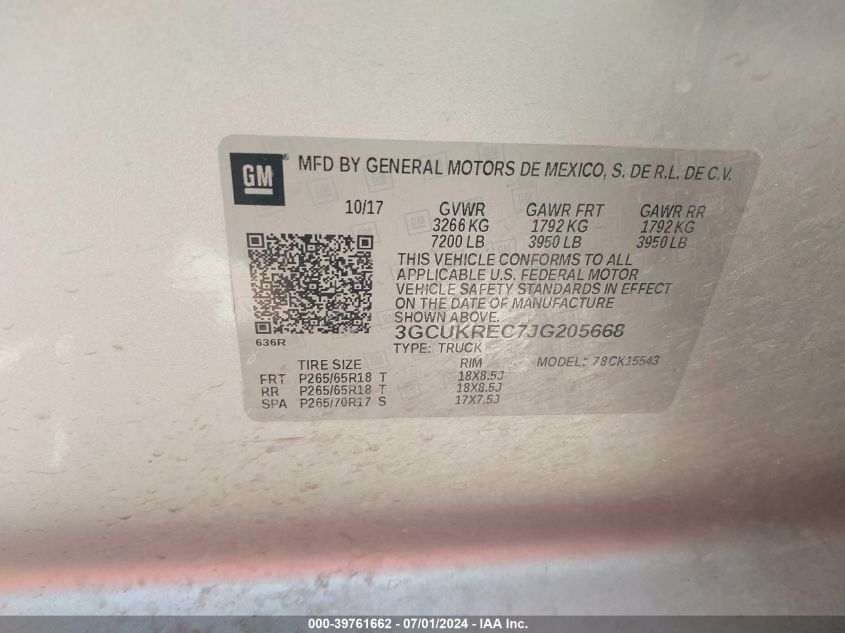 GM ® MFD BY GENERAL MOTORS DE MEXICO, S. DE R.L. DE C.V.
10/17 GVWR GAWR FRT GAWR RR
3266 KG 1792 KG 1792 KG
7200 LB 3950 LB 3950 LB
THIS VEHICLE CONFORMS TO ALL
APPLICABLE U.S. FEDERAL MOTOR
VEHICLE SAFETY STANDARDS IN EFFECT
ON THE DATE OF MANUFACTURE
SHOWN ABOVE.
3GCUKREC7JG205668
636R
TYPE: TRUCK MODEL: 78CK15543
TIRE SIZE RIM
FRT P265/65R18 T 18X8.5J
RR P265/65R18 T 18X8.5J
SPA P265/70R17 S 17X7.5J
000-39761662 - 07/01/2024 - IAA Inc.